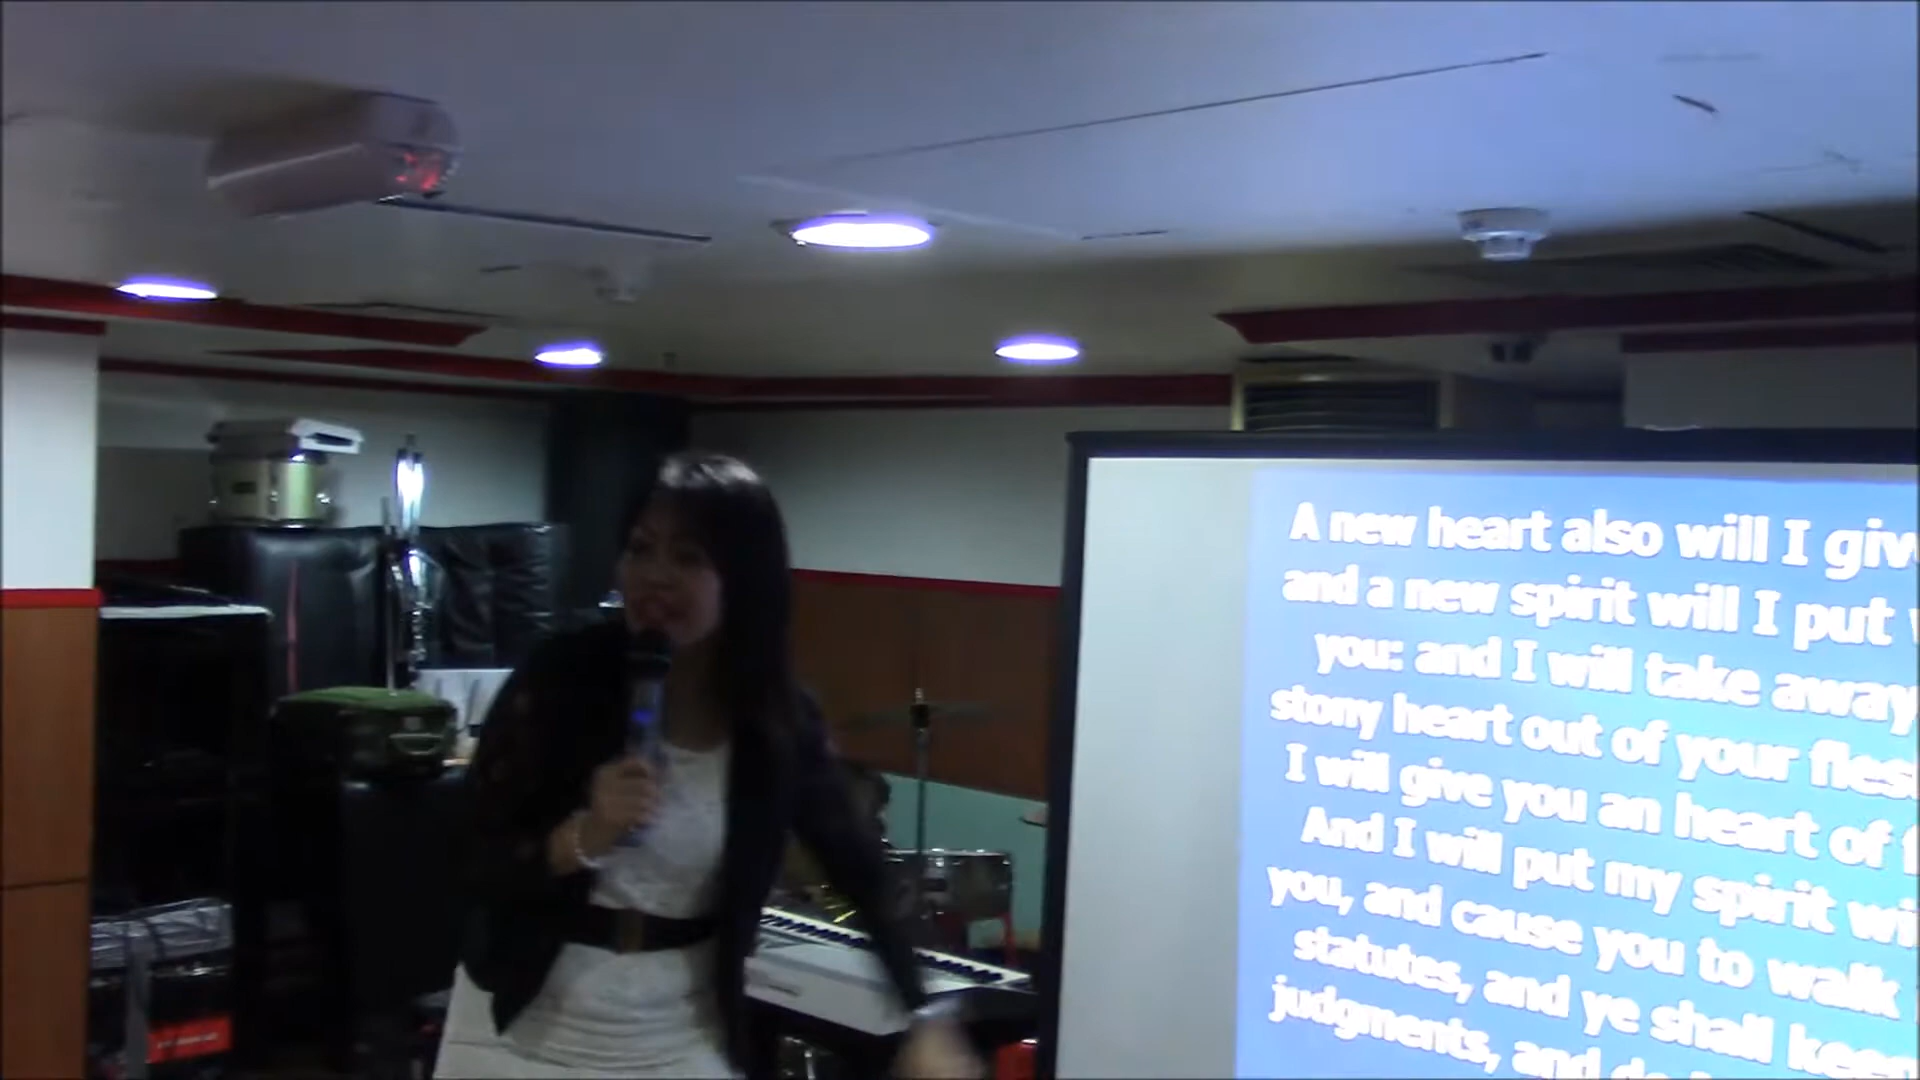 A new heart also will I giv
and a new spirit will I put
you: and I will take away
stony heart out of your fles
I will give you an heart of
And I will put my spirit wi
you, and cause you to walk
statutes, and ye shall keep
judgments, and do